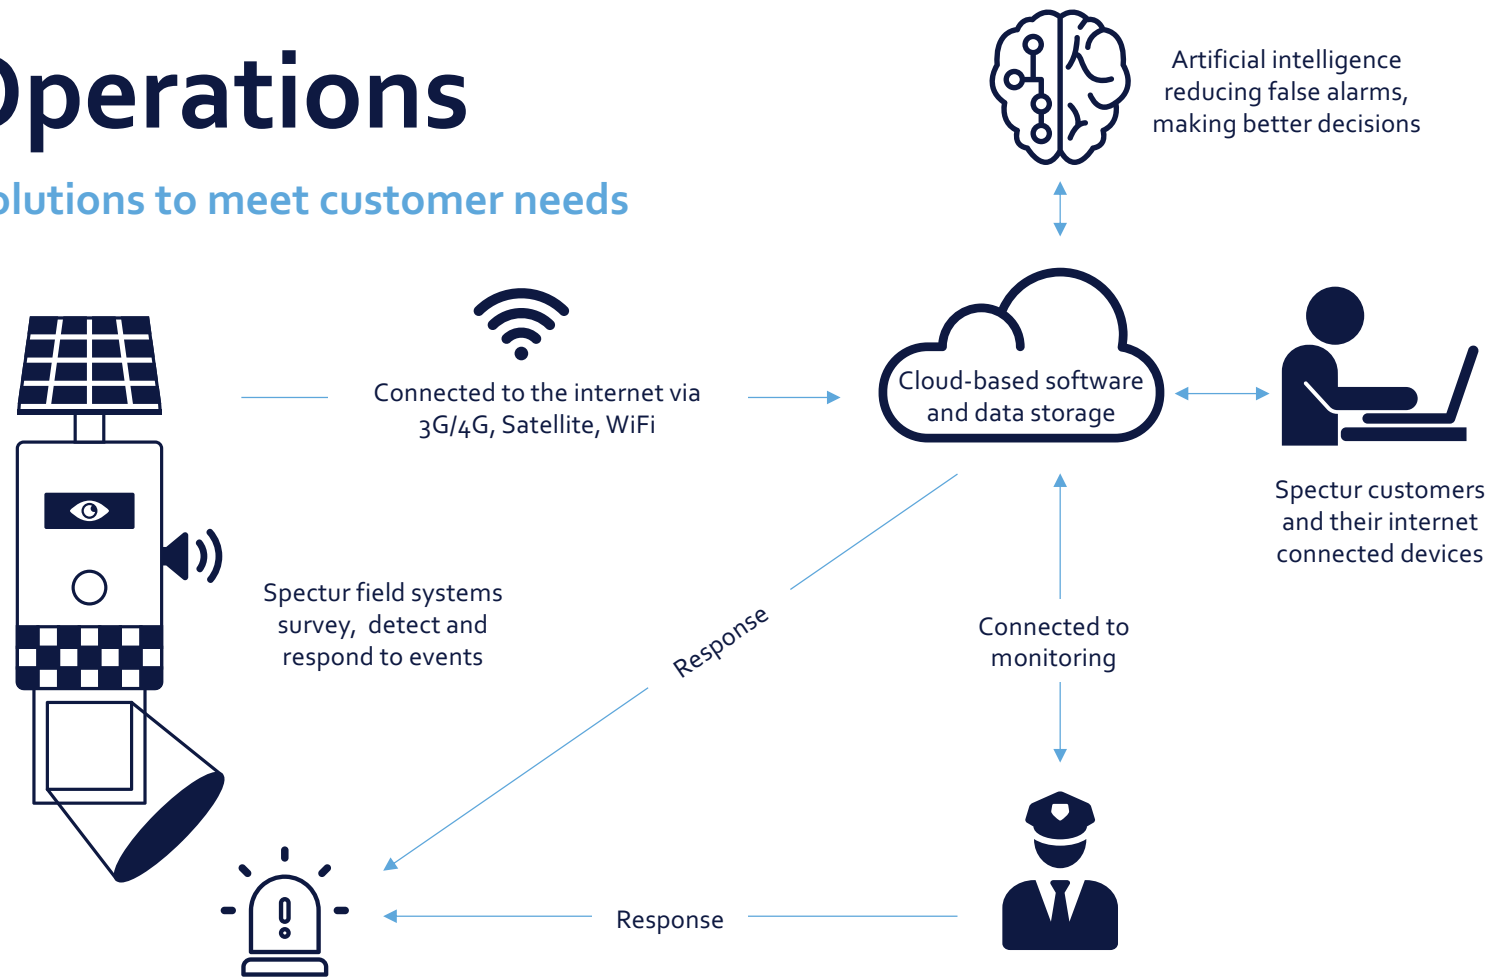 Operations
olutions to meet customer needs
Artificial intelligence
reducing false alarms,
making better decisions
Connected to the internet via
3G/4G, Satellite, WiFi
Cloud-based software
and data storage
Spectur customers
and their internet
connected devices
Spectur field systems
survey,  detect and
respond to events
Response
Connected to
monitoring
Response